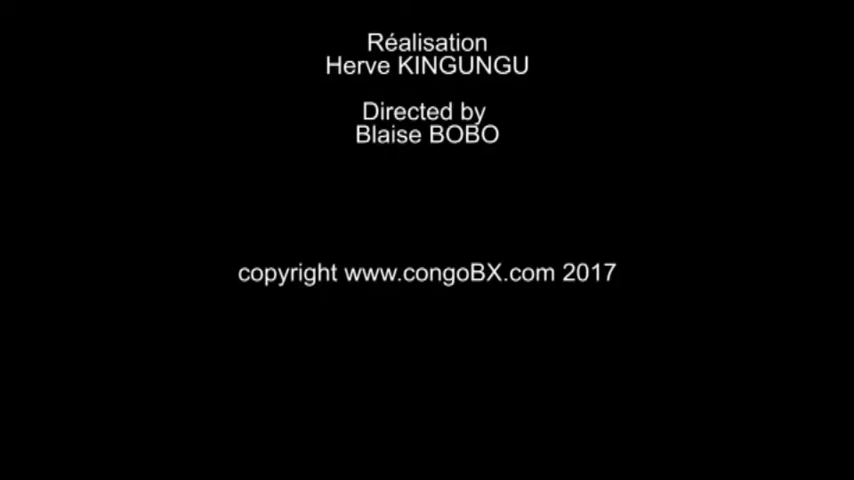 Réalisation
Herve KINGUNGU
Directed by
Blaise BOBO
copyright www.congoBX.com 2017